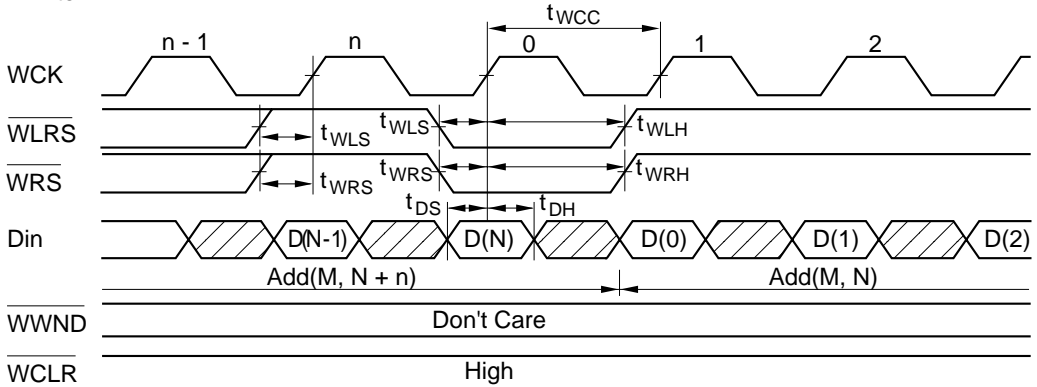 tWCC
n - 1 n 0 1 2
WCK
WLRS tWLS tWLS tWLH
WRS tWRS tWRS tWRH
tDS tDH
Din D(N-1) D(N) D(0) D(1) D(2)
Add(M, N + n) Add(M, N)
WWND Don't Care
WCLR High